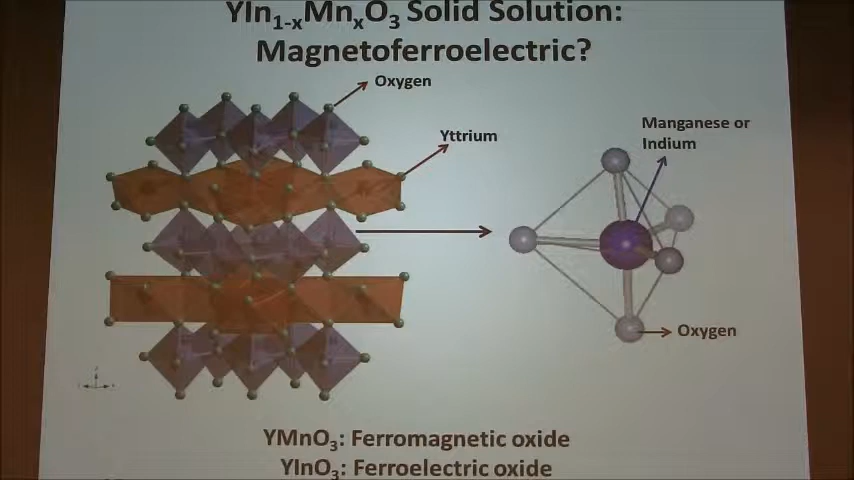 YIn₁₋ₓMnₓO₃ Solid Solution:
Magnetoferroelectric?
Oxygen
Yttrium
Manganese or
Indium
Oxygen
YMnO₃: Ferromagnetic oxide
YInO₃: Ferroelectric oxide